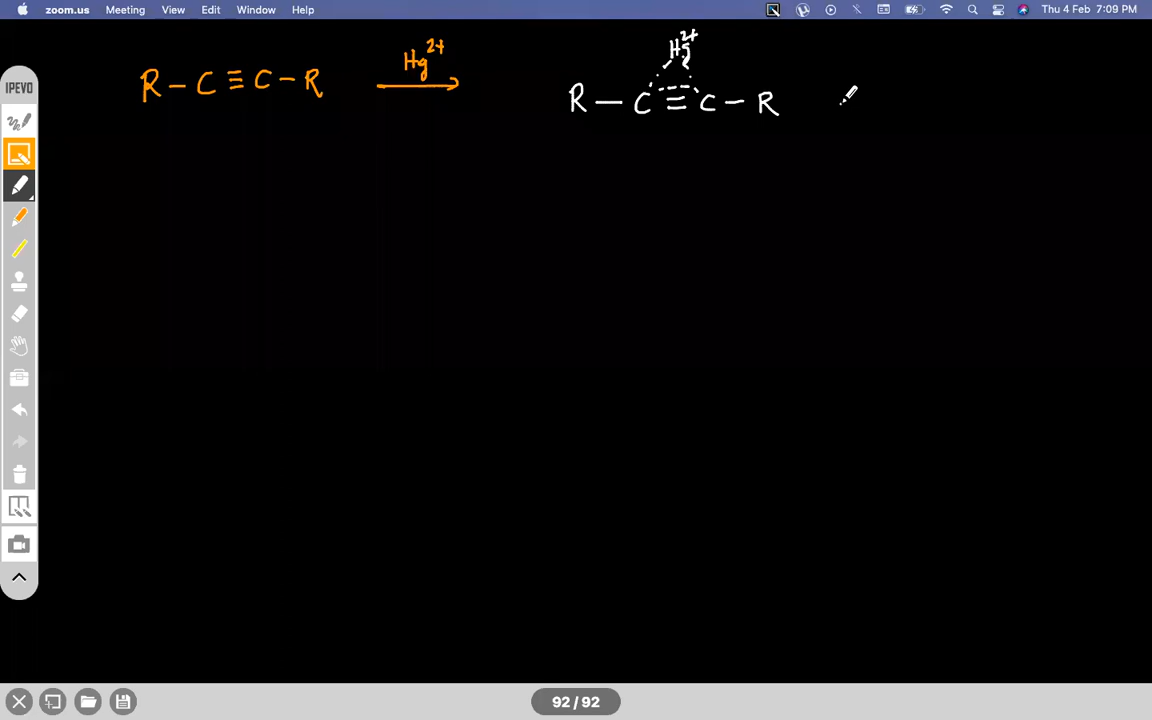 zoom.us Meeting View Edit Window Help Thu 4 Feb 7:09 PM
IPEVO
R — C ≡ C — R Hg²⁺ →
Hg²⁺
R — C ≡ C — R
92 / 92